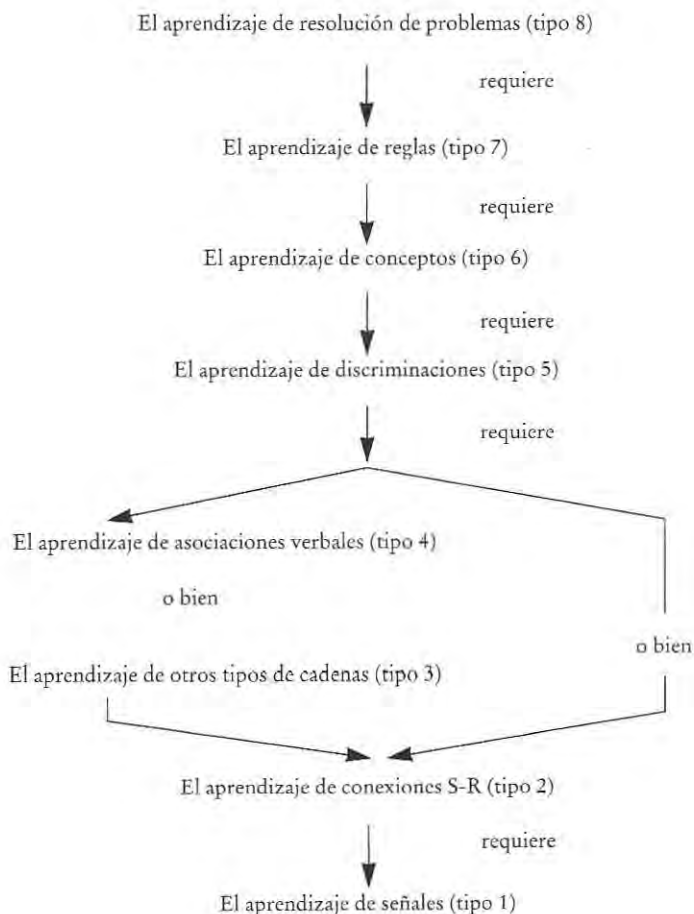 El aprendizaje de resolución de problemas (tipo 8)
requiere
El aprendizaje de reglas (tipo 7)
requiere
El aprendizaje de conceptos (tipo 6)
requiere
El aprendizaje de discriminaciones (tipo 5)
requiere
El aprendizaje de asociaciones verbales (tipo 4)
o bien
o bien
El aprendizaje de otros tipos de cadenas (tipo 3)
El aprendizaje de conexiones S-R (tipo 2)
requiere
El aprendizaje de señales (tipo 1)